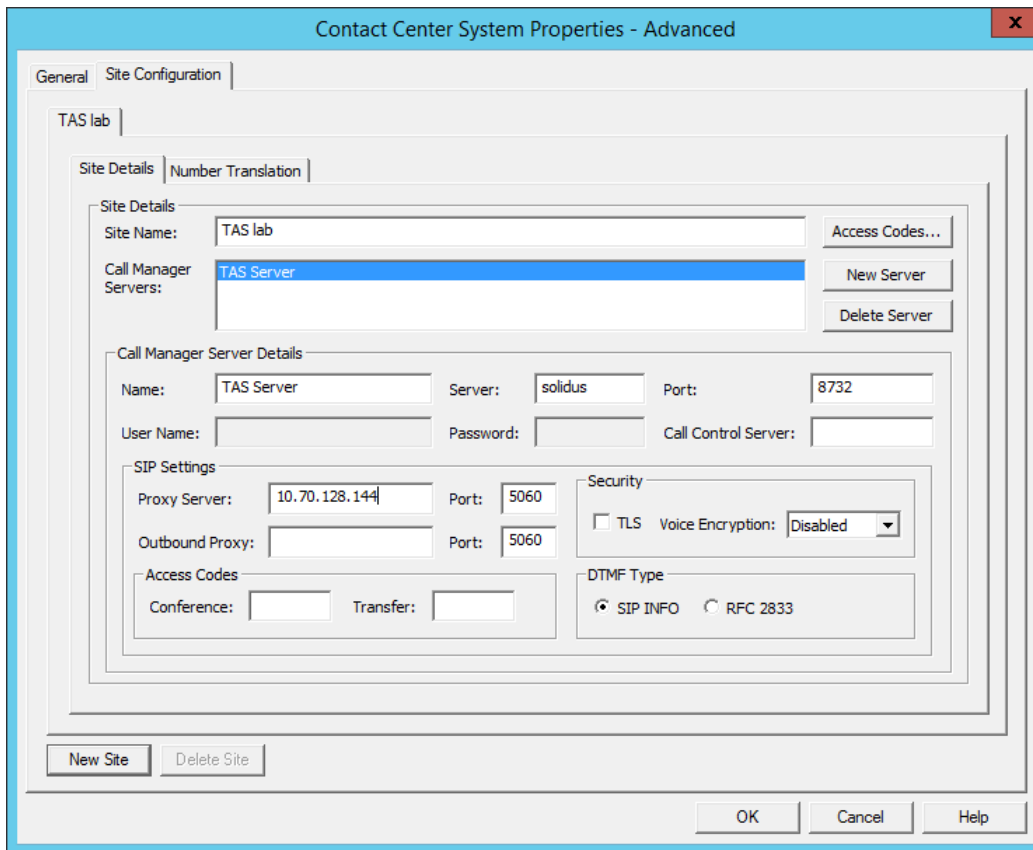 Contact Center System Properties - Advanced
x
General Site Configuration
TAS lab
Site Details Number Translation
Site Details
Site Name: TAS lab Access Codes...
Call Manager Servers: TAS Server New Server
Delete Server
Call Manager Server Details
Name: TAS Server Server: solidus Port: 8732
User Name: Password: Call Control Server:
SIP Settings
Proxy Server: 10.70.128.144 Port: 5060
Security
TLS Voice Encryption: Disabled
Outbound Proxy: Port: 5060
Access Codes
Conference: Transfer:
DTMF Type
SIP INFO RFC 2833
New Site Delete Site
OK Cancel Help